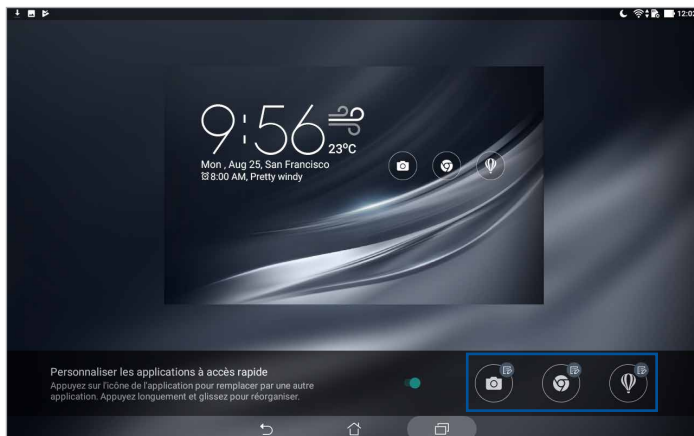 12:02
9:56
23°C
Mon , Aug 25, San Francisco
8:00 AM, Pretty windy
Personnaliser les applications à accès rapide
Appuyez sur l'icône de l'application pour remplacer par une autre
application. Appuyez longuement et glissez pour réorganiser.